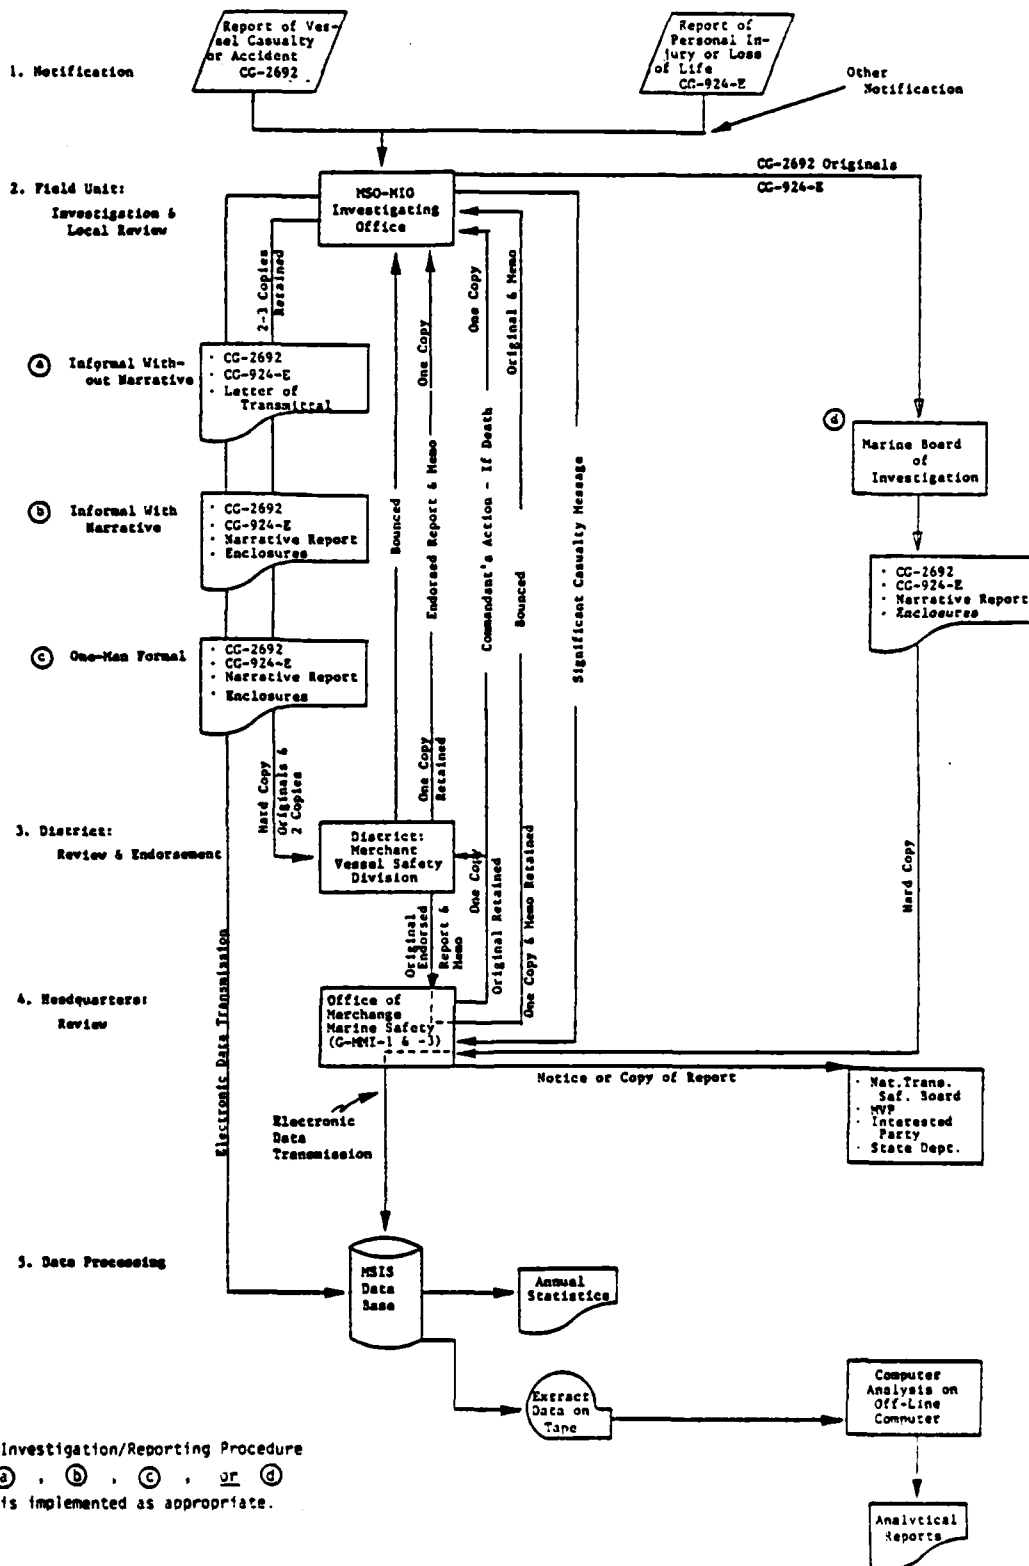 Report of Ves-
sel Casualty
or Accident
CG-2692
Report of
Personal In-
jury or Loss
of Life
CG-924-E
1. Notification
Other
Notification
CG-2692 Originals
CG-924-E
2. Field Unit:
Investigation &
Local Review
MSO-MIO
Investigating
Office
2-3 Copies
Retained
One Copy
One Copy
Original & Memo
a Informal With-
out Narrative
· CG-2692
· CG-924-E
· Letter of
Transmittal
d
Marine Board
of
Investigation
b Informal With
Narrative
· CG-2692
· CG-924-E
· Narrative Report
· Enclosures
Bounced
Endorsed Report & Memo
Commandant's Action - If Death
Bounced
Significant Casualty Message
· CG-2692
· CG-924-E
· Narrative Report
· Enclosures
c One-Man Formal
· CG-2692
· CG-924-E
· Narrative Report
· Enclosures
Hard Copy
Originals &
2 Copies
One Copy
Retained
3. District:
Review & Endorsement
District:
Merchant
Vessel Safety
Division
One Copy
Original Retained
One Copy & Memo Retained
Hard Copy
Original
Endorsed
Report &
Memo
Electronic Data Transmission
4. Headquarters:
Review
Office of
Merchange
Marine Safety
(G-MMI-1 & -3)
Notice or Copy of Report
· Nat.Trans.
Saf. Board
· MVP
· Interested
Party
· State Dept.
Electronic
Data
Transmission
5. Data Processing
MSIS
Data
Base
Annual
Statistics
Extract
Data on
Tape
Computer
Analysis on
Off-Line
Computer
Investigation/Reporting Procedure
a , b , c , or d
is implemented as appropriate.
Analytical
Reports